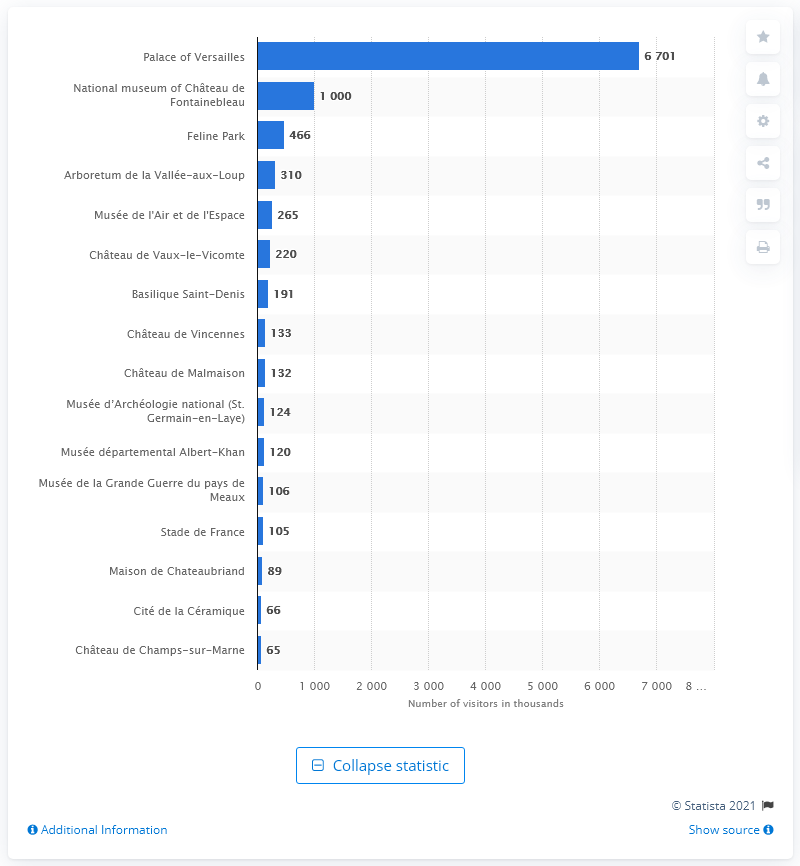 Palace of Versailles 6 701
National museum of Château de
Fontainebleau 1 000
Feline Park 466
Arboretum de la Vallée-aux-Loup 310
Musée de l'Air et de l'Espace 265
Château de Vaux-le-Vicomte 220
Basilique Saint-Denis 191
Château de Vincennes 133
Château de Malmaison 132
Musée d'Archéologie national (St.
Germain-en-Laye) 124
Musée départemental Albert-Khan 120
Musée de la Grande Guerre du pays de
Meaux 106
Stade de France 105
Maison de Chateaubriand 89
Cité de la Céramique 66
Château de Champs-sur-Marne 65
0 1 000 2 000 3 000 4 000 5 000 6 000 7 000 8 ...
Number of visitors in thousands
Collapse statistic
© Statista 2021
Additional Information
Show source